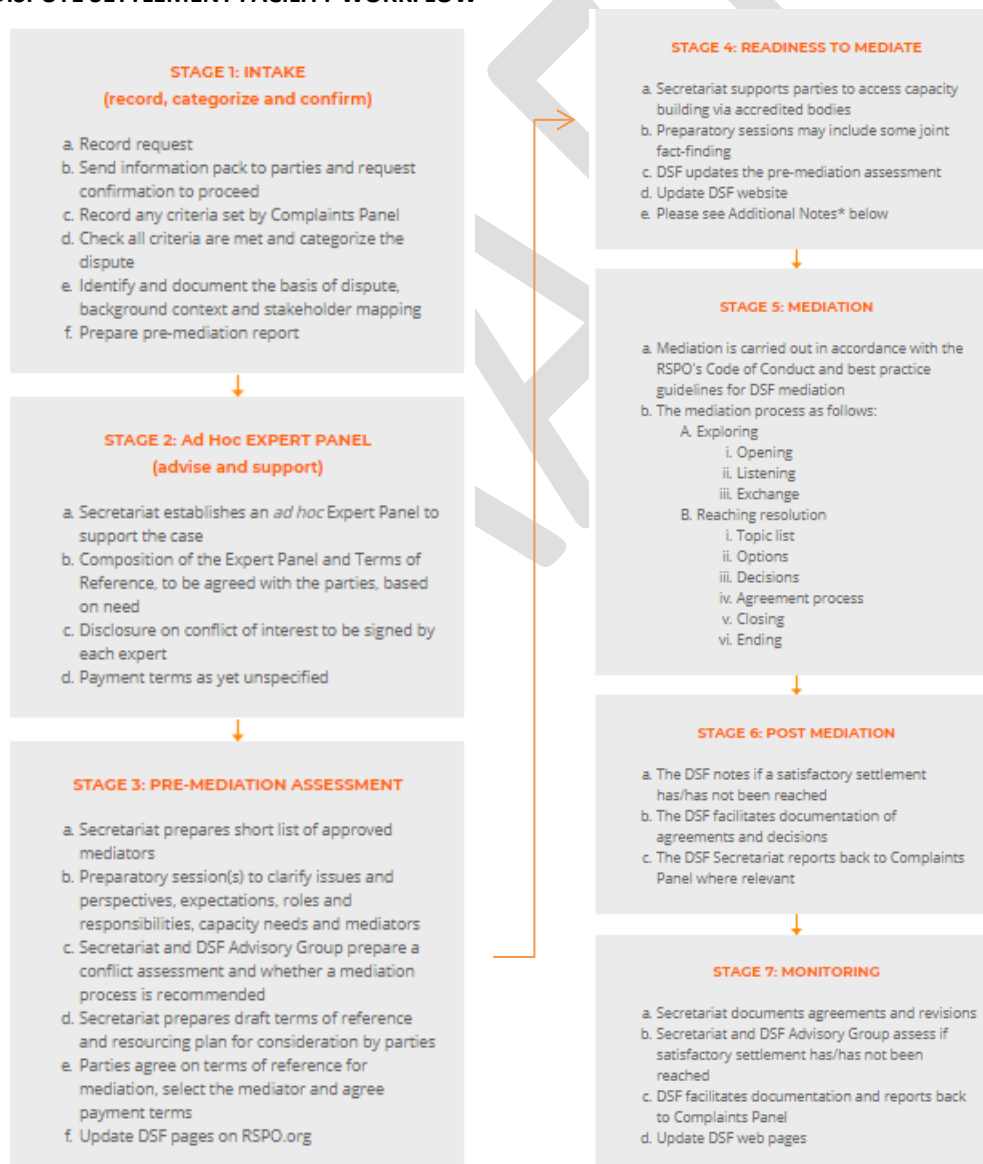 DISPUTE SETTLEMENT FACILITY WORKFLOW
STAGE 1: INTAKE
(record, categorize and confirm)
a. Record request
b. Send information pack to parties and request
confirmation to proceed
c. Record any criteria set by Complaints Panel
d. Check all criteria are met and categorize the
dispute
e. Identify and document the basis of dispute,
background context and stakeholder mapping
f. Prepare pre-mediation report
STAGE 2: Ad Hoc EXPERT PANEL
(advise and support)
a. Secretariat establishes an ad hoc Expert Panel to
support the case
b. Composition of the Expert Panel and Terms of
Reference, to be agreed with the parties, based
on need
c. Disclosure on conflict of interest to be signed by
each expert
d. Payment terms as yet unspecified
STAGE 3: PRE-MEDIATION ASSESSMENT
a. Secretariat prepares short list of approved
mediators
b. Preparatory session(s) to clarify issues and
perspectives, expectations, roles and
responsibilities, capacity needs and mediators
c. Secretariat and DSF Advisory Group prepare a
conflict assessment and whether a mediation
process is recommended
d. Secretariat prepares draft terms of reference
and resourcing plan for consideration by parties
e. Parties agree on terms of reference for
mediation, select the mediator and agree
payment terms
f. Update DSF pages on RSPO.org
STAGE 4: READINESS TO MEDIATE
a. Secretariat supports parties to access capacity
building via accredited bodies
b. Preparatory sessions may include some joint
fact-finding
c. DSF updates the pre-mediation assessment
d. Update DSF website
e. Please see Additional Notes* below
STAGE 5: MEDIATION
a. Mediation is carried out in accordance with the
RSPO's Code of Conduct and best practice
guidelines for DSF mediation
b. The mediation process as follows:
A. Exploring
i. Opening
ii. Listening
iii. Exchange
B. Reaching resolution
i. Topic list
ii. Options
iii. Decisions
iv. Agreement process
v. Closing
vi. Ending
STAGE 6: POST MEDIATION
a. The DSF notes if a satisfactory settlement
has/has not been reached
b. The DSF facilitates documentation of
agreements and decisions
c. The DSF Secretariat reports back to Complaints
Panel where relevant
STAGE 7: MONITORING
a. Secretariat documents agreements and revisions
b. Secretariat and DSF Advisory Group assess if
satisfactory settlement has/has not been
reached
c. DSF facilitates documentation and reports back
to Complaints Panel
d. Update DSF web pages